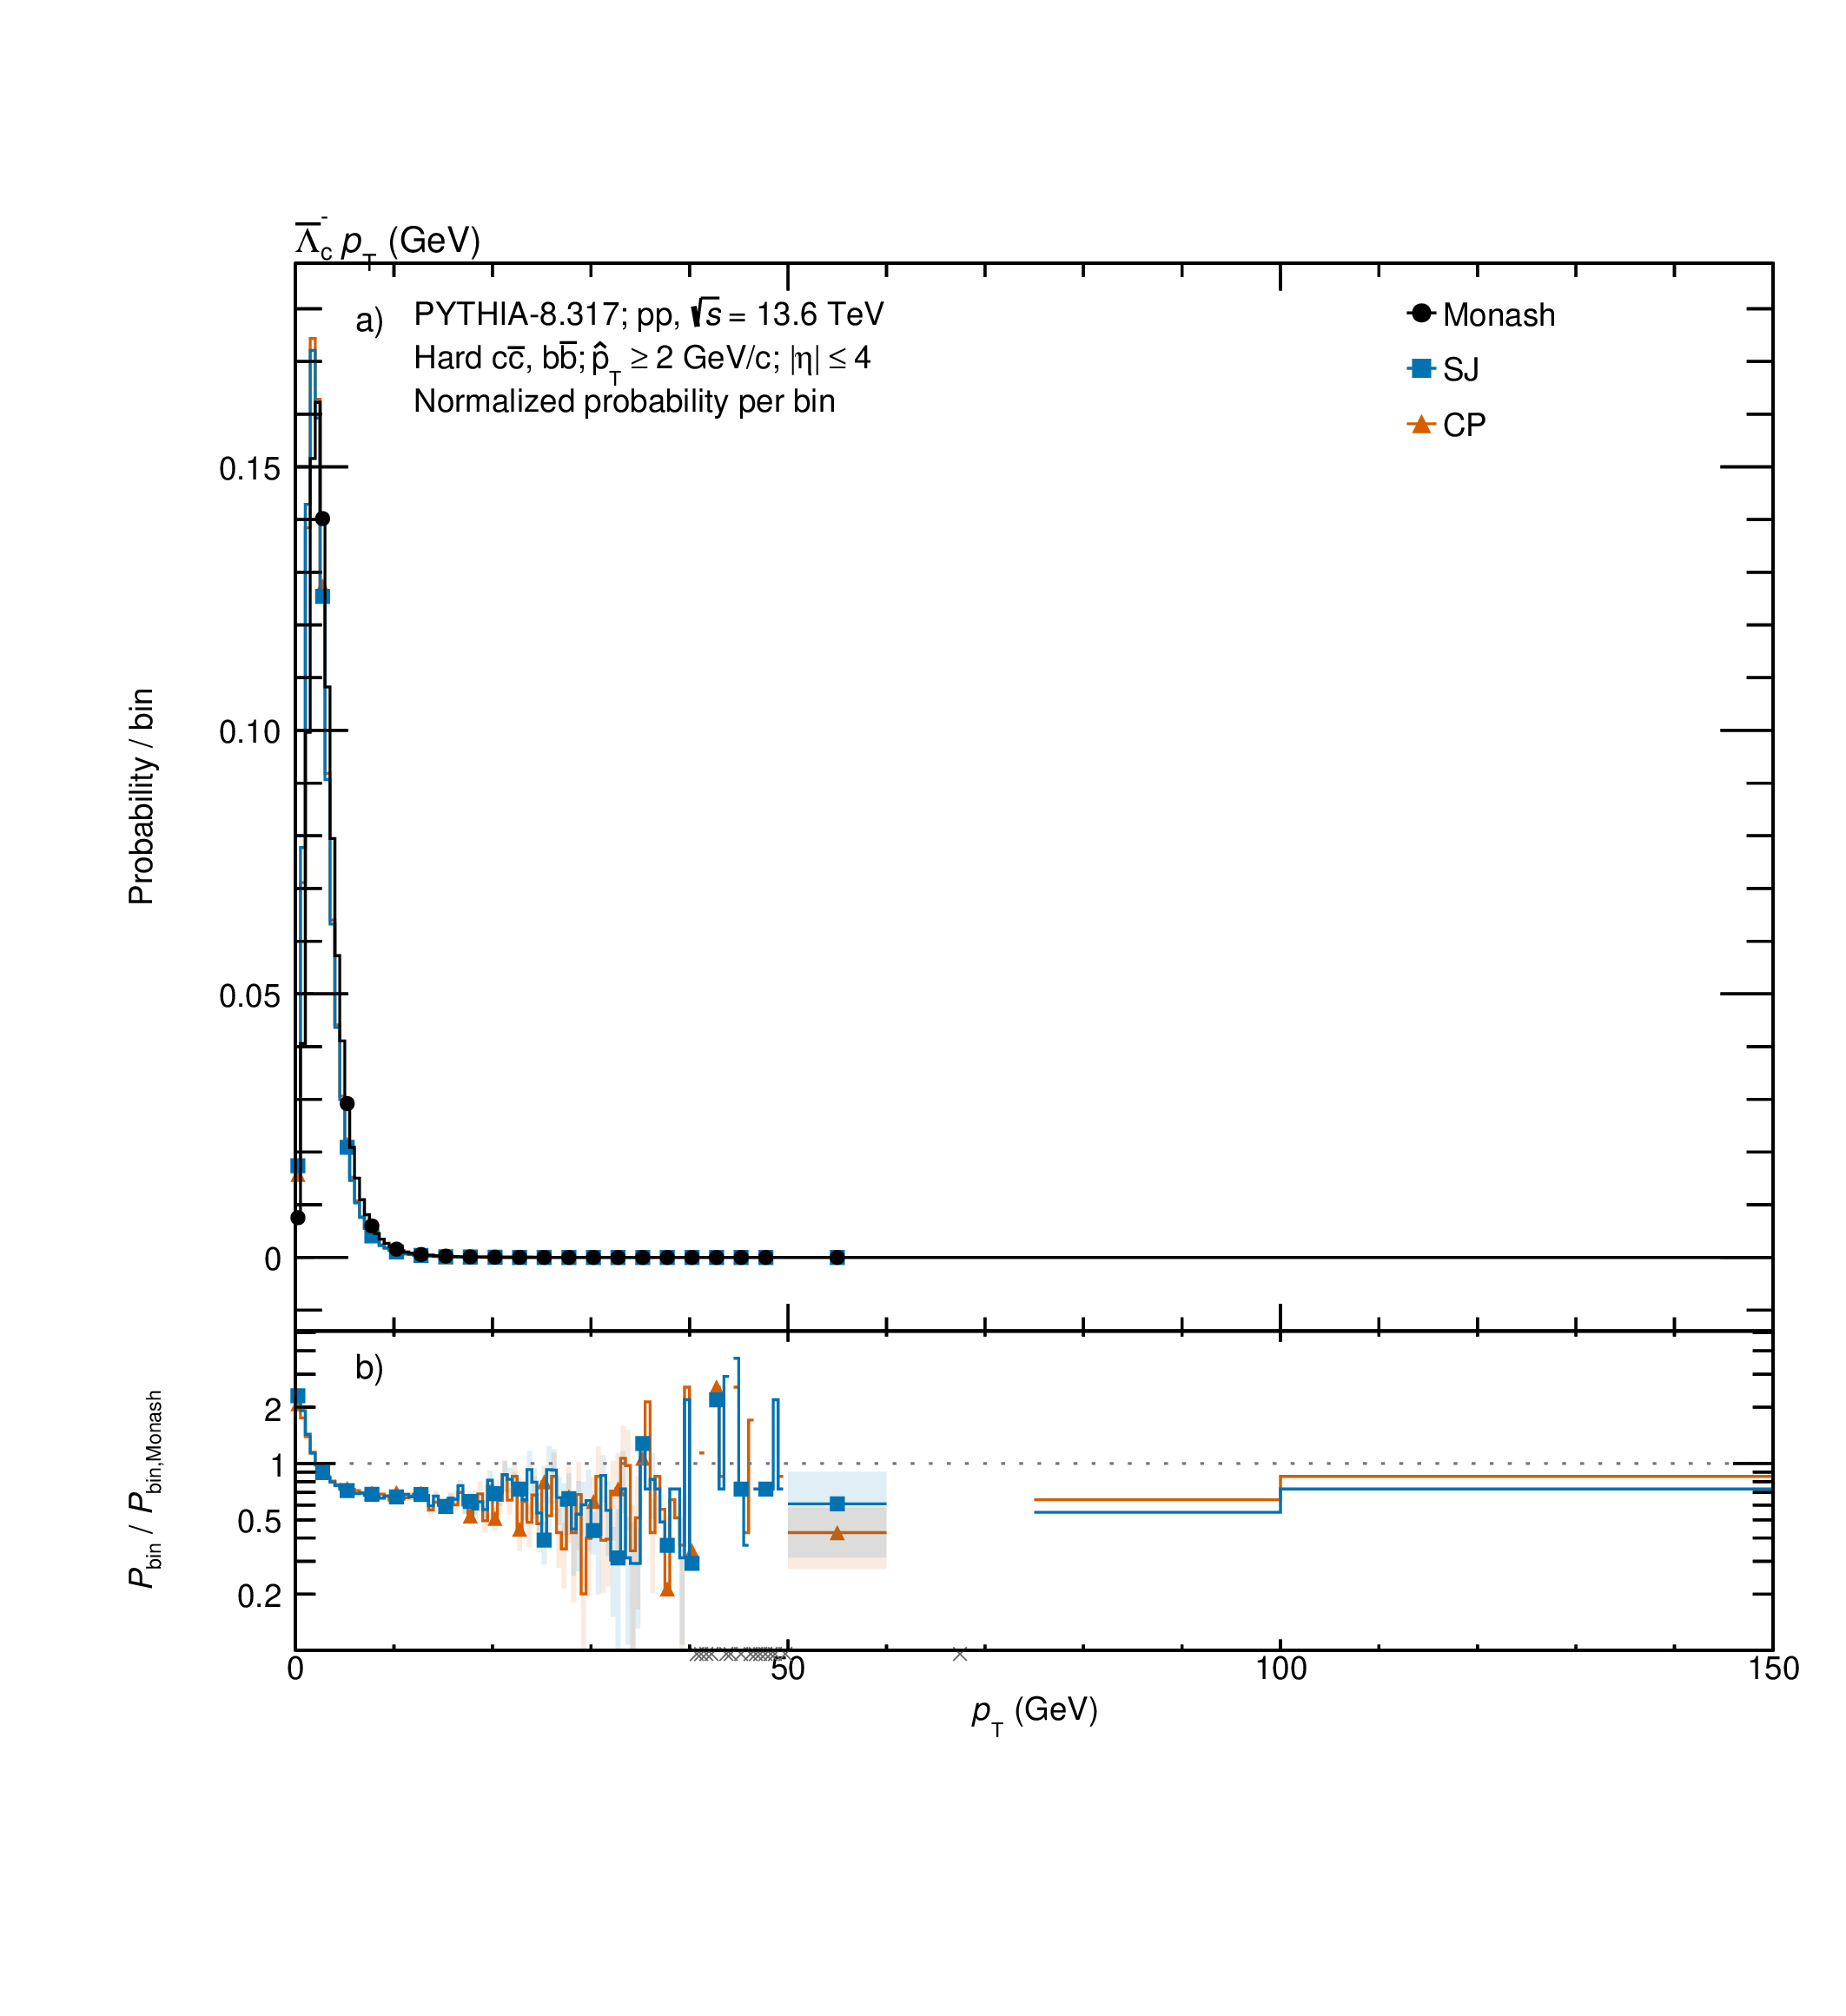 Λ̅c⁻ pT (GeV)
a)
PYTHIA-8.317; pp, √s = 13.6 TeV
Hard cc̅, bb̅; p̂T ≥ 2 GeV/c; |η| ≤ 4
Normalized probability per bin
Monash
SJ
CP
Probability / bin
0.15
0.10
0.05
0
b)
Pbin / Pbin,Monash
2
1
0.5
0.2
0 50 100 150
pT (GeV)